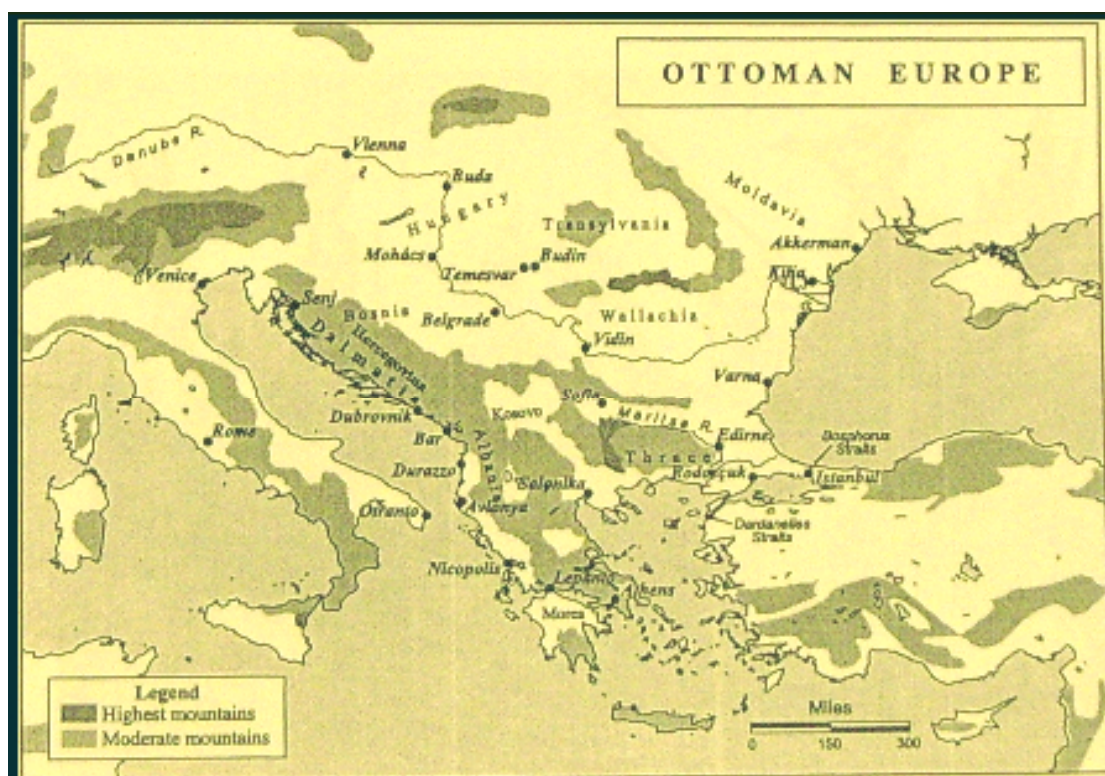 OTTOMAN EUROPE
Danube R.
Vienna
Buda
Hungary
Moldavia
Transylvania
Akkerman
Mohács
Budin
Temesvar
Kilia
Venice
Senj
Bosnia
Belgrade
Wallachia
Hercegovina
Dalmatia
Vidin
Varna
Sofia
Kosovo
Maritsa R.
Dubrovnik
Edirne
Rome
Bar
Bosphorus
Straits
Albania
Thrace
Durazzo
Rodosçuk
Istanbul
Salonika
Avlonya
Otranto
Dardanelles
Straits
Nicopolis
Lepanto
Athens
Morea
Legend
Highest mountains
Moderate mountains
Miles
0 150 300